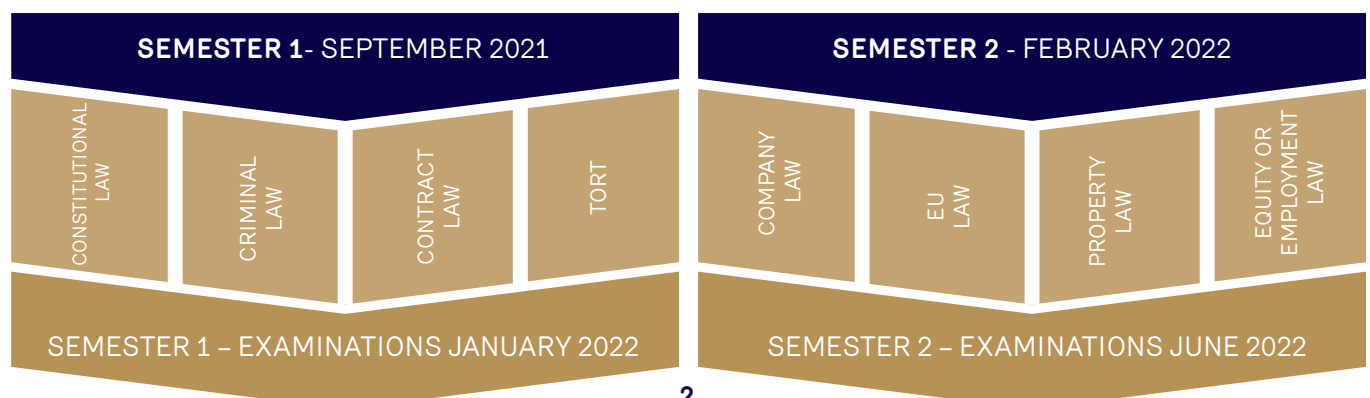 SEMESTER 1- SEPTEMBER 2021
CONSTITUTIONAL
LAW
CRIMINAL
LAW
CONTRACT
LAW
TORT
SEMESTER 1 – EXAMINATIONS JANUARY 2022
SEMESTER 2 - FEBRUARY 2022
COMPANY
LAW
EU
LAW
PROPERTY
LAW
EQUITY OR
EMPLOYMENT
LAW
SEMESTER 2 – EXAMINATIONS JUNE 2022
2